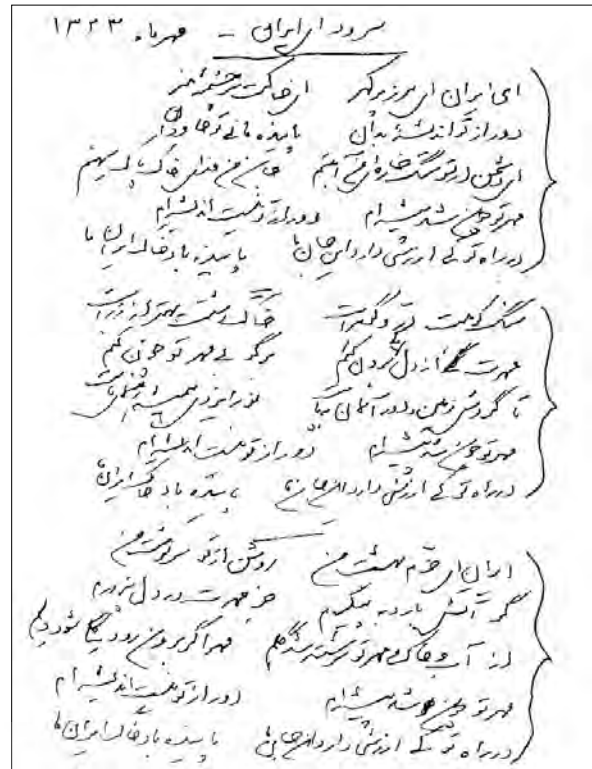 سرود ای ایران - مهرماه ۱۳۲۳
ای ایران ای مرز پرگهر ای خاکت سرچشمه هنر
دور از تو اندیشه بدان پاینده مانی تو جاودان
ای دشمن ار تو سنگ خاره‌ای من آهنم جان من فدای خاک پاک میهنم
مهر تو چون شد پیشه‌ام دور از تو نیست اندیشه‌ام
در راه تو کی ارزشی دارد این جان ما پاینده باد خاک ایران ما
سنگ کوهت در و گوهر است خاک دشتت بهتر از زر است
مهرت از دل کی برون کنم برگو بی مهر تو چون کنم
تا گردش زمین و دور آسمان بپاست نور ایزدی همیشه رهنمای ماست
مهر تو چون شد پیشه‌ام دور از تو نیست اندیشه‌ام
در راه تو کی ارزشی دارد این جان ما پاینده باد خاک ایران ما
ایران ای خرم بهشت من روشن از تو سرنوشت من
گر آتش بارد به پیکرم جز مهرت در دل نپرورم
از آب و خاک و مهر تو سرشته شد گلم مهر اگر برون رود تهی شود دلم
مهر تو چون شد پیشه‌ام دور از تو نیست اندیشه‌ام
در راه تو کی ارزشی دارد این جان ما پاینده باد خاک ایران ما